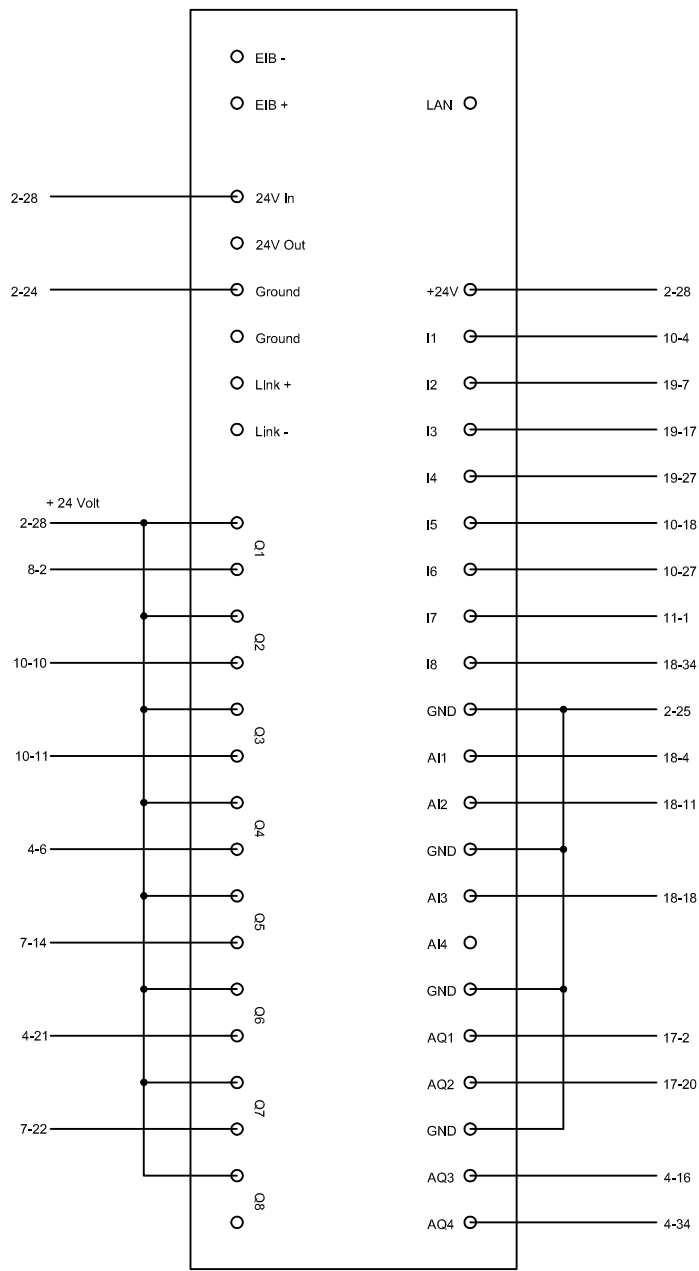 EIB -
EIB + LAN
2-28 24V In
24V Out
2-24 Ground +24V 2-28
Ground I1 10-4
LInk + I2 19-7
Link - I3 19-17
I4 19-27
+ 24 Volt
2-28 Q1 I5 10-18
8-2 I6 10-27
Q2 I7 11-1
10-10 I8 18-34
Q3 GND 2-25
10-11 AI1 18-4
Q4 AI2 18-11
4-6 GND
Q5 AI3 18-18
7-14 AI4
Q6 GND
4-21 AQ1 17-2
Q7 AQ2 17-20
7-22 GND
Q8 AQ3 4-16
AQ4 4-34